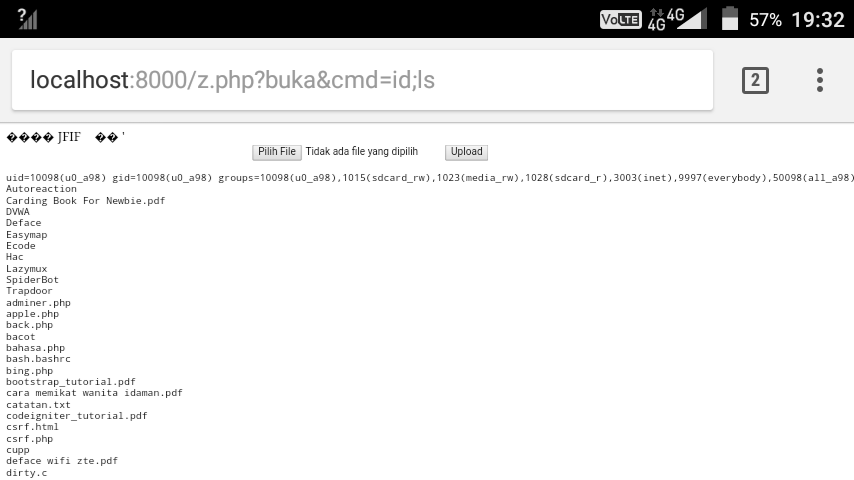 ? VoLTE 4G 4G 57% 19:32
localhost:8000/z.php?buka&cmd=id;ls 2
���� JFIF �� '
Pilih File Tidak ada file yang dipilih Upload
uid=10098(u0_a98) gid=10098(u0_a98) groups=10098(u0_a98),1015(sdcard_rw),1023(media_rw),1028(sdcard_r),3003(inet),9997(everybody),50098(all_a98)
Autoreaction
Carding Book For Newbie.pdf
DVWA
Deface
Easymap
Ecode
Hac
Lazymux
SpiderBot
Trapdoor
adminer.php
apple.php
back.php
bacot
bahasa.php
bash.bashrc
bing.php
bootstrap_tutorial.pdf
cara memikat wanita idaman.pdf
catatan.txt
codeigniter_tutorial.pdf
csrf.html
csrf.php
cupp
deface wifi zte.pdf
dirty.c